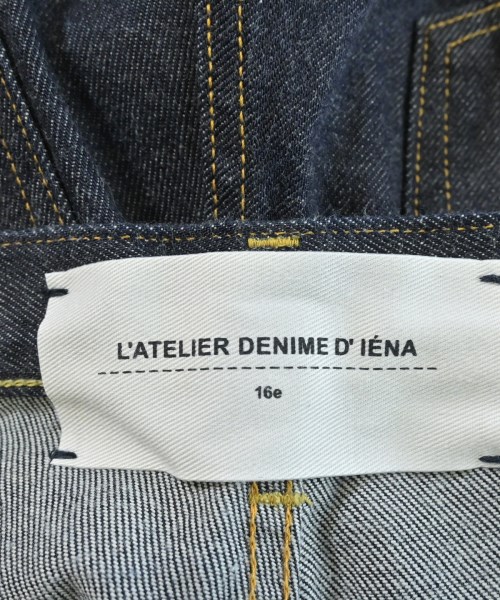 L'ATELIER DENIME D' IÉNA
16e